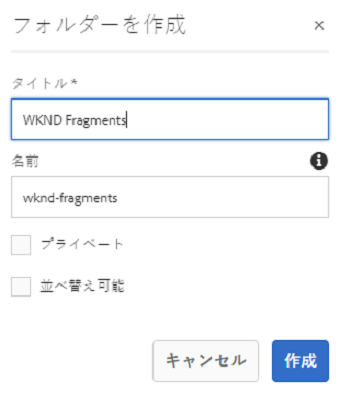 フォルダーを作成 ×
タイトル *
WKND Fragments
名前
wknd-fragments
プライベート
並べ替え可能
キャンセル 作成